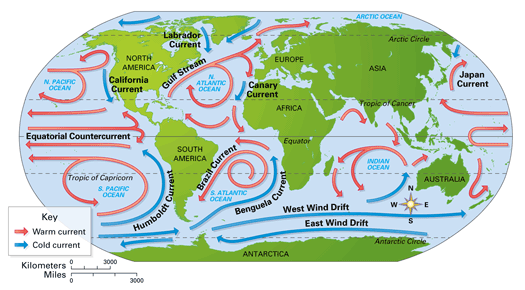 ARCTIC OCEAN
Labrador
Current
Arctic Circle
NORTH
AMERICA
Gulf Stream
EUROPE
ASIA
N. PACIFIC
OCEAN
California
Current
N.
ATLANTIC
OCEAN
Canary
Current
Japan
Current
AFRICA
Tropic of Cancer
Equatorial Countercurrent
Equator
SOUTH
AMERICA
Brazil Current
INDIAN
OCEAN
Tropic of Capricorn
S. PACIFIC
OCEAN
Humboldt Current
S. ATLANTIC
OCEAN
Benguela Current
AUSTRALIA
N
W E
S
West Wind Drift
East Wind Drift
Key
Warm current
Cold current
Antarctic Circle
ANTARCTICA
Kilometers 0 3000
Miles 0 3000